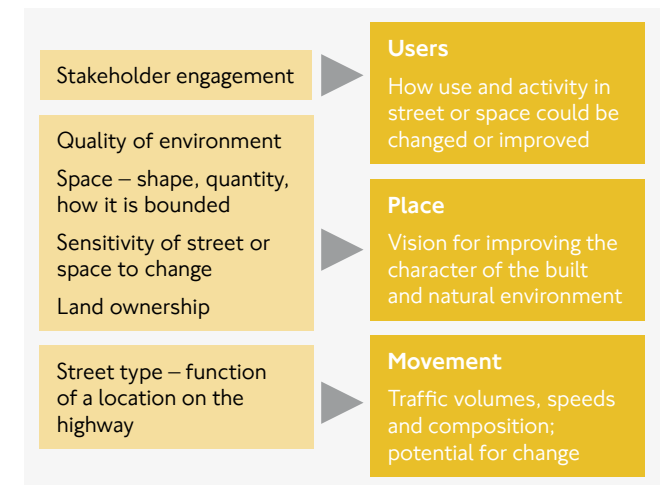 Stakeholder engagement
Users
How use and activity in
street or space could be
changed or improved
Quality of environment
Space – shape, quantity,
how it is bounded
Sensitivity of street or
space to change
Land ownership
Place
Vision for improving the
character of the built
and natural environment
Street type – function
of a location on the
highway
Movement
Traffic volumes, speeds
and composition;
potential for change